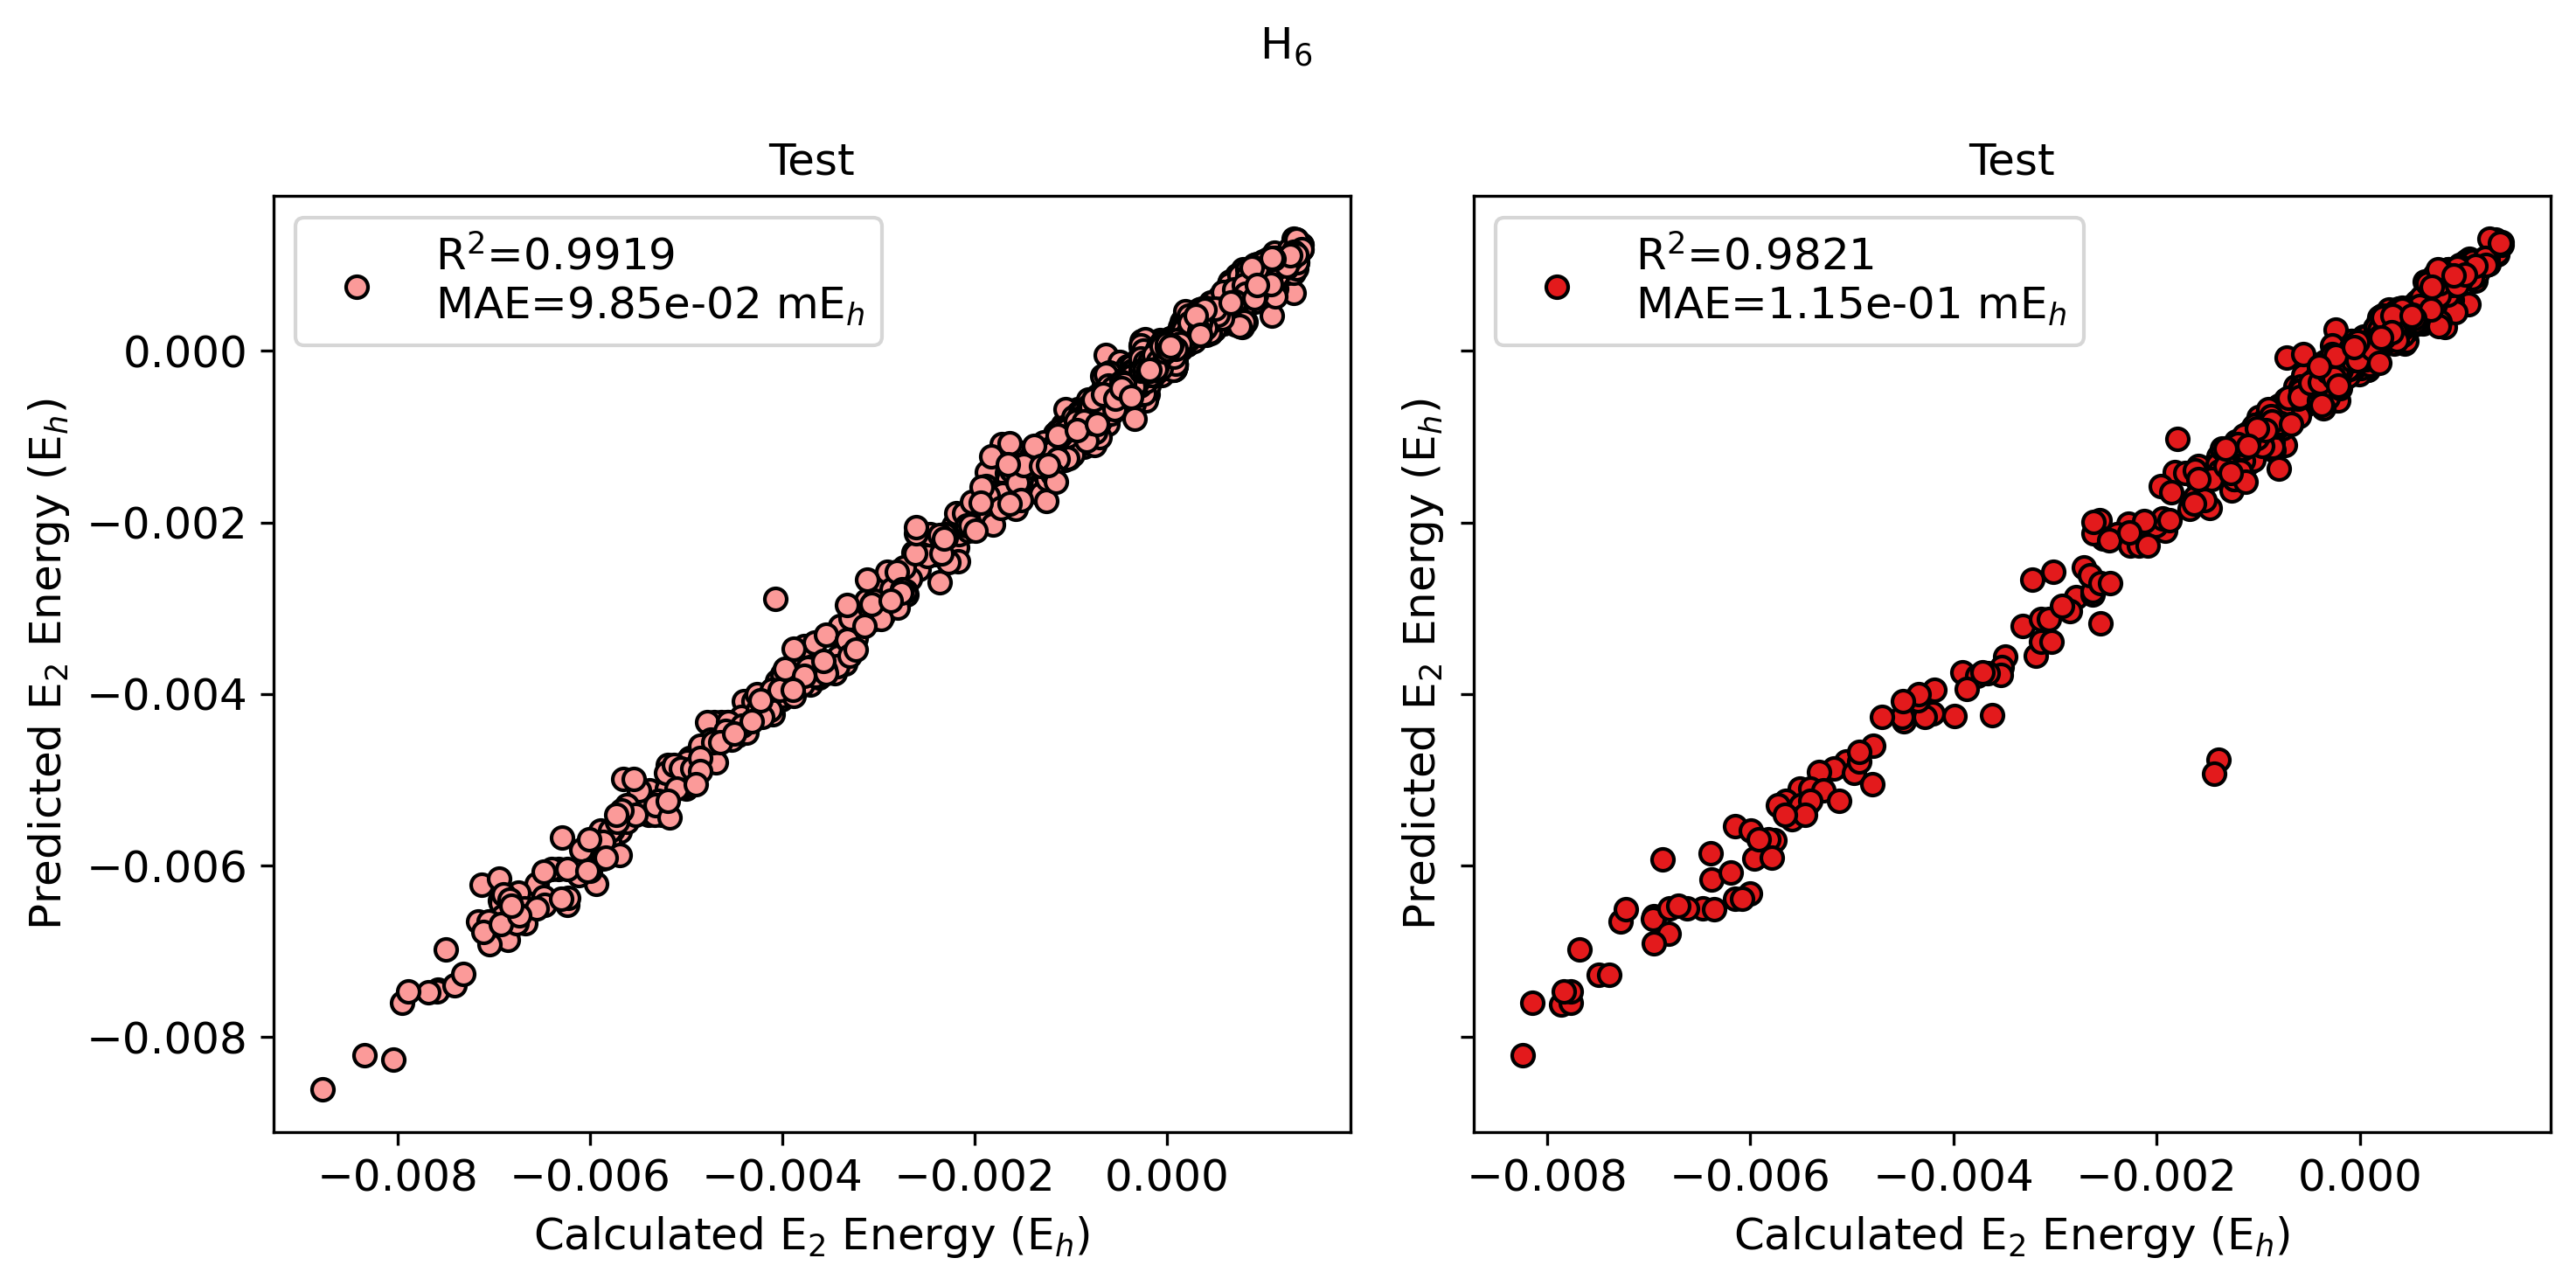 H₆
Test
R²=0.9919
MAE=9.85e-02 mEₕ
0.000
−0.002
−0.004
−0.006
−0.008
Predicted E₂ Energy (Eₕ)
−0.008 −0.006 −0.004 −0.002 0.000
Calculated E₂ Energy (Eₕ)
Test
R²=0.9821
MAE=1.15e-01 mEₕ
Predicted E₂ Energy (Eₕ)
−0.008 −0.006 −0.004 −0.002 0.000
Calculated E₂ Energy (Eₕ)